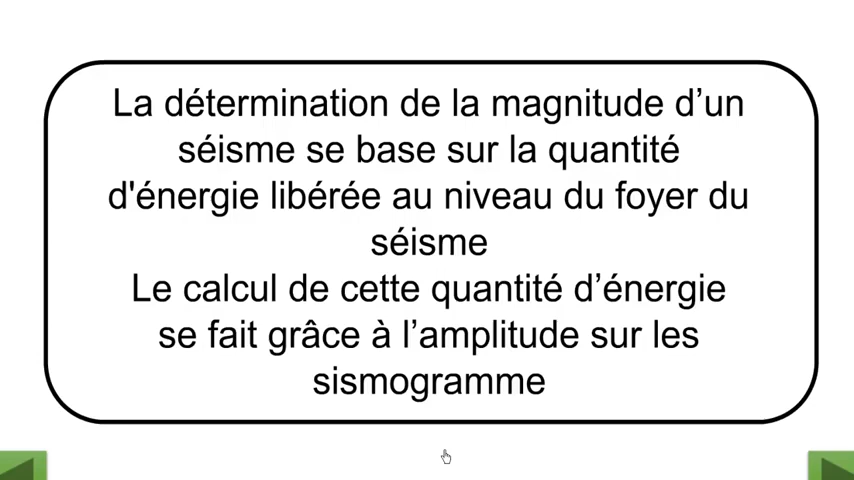 La détermination de la magnitude d’un
séisme se base sur la quantité
d'énergie libérée au niveau du foyer du
séisme
Le calcul de cette quantité d’énergie
se fait grâce à l’amplitude sur les
sismogramme